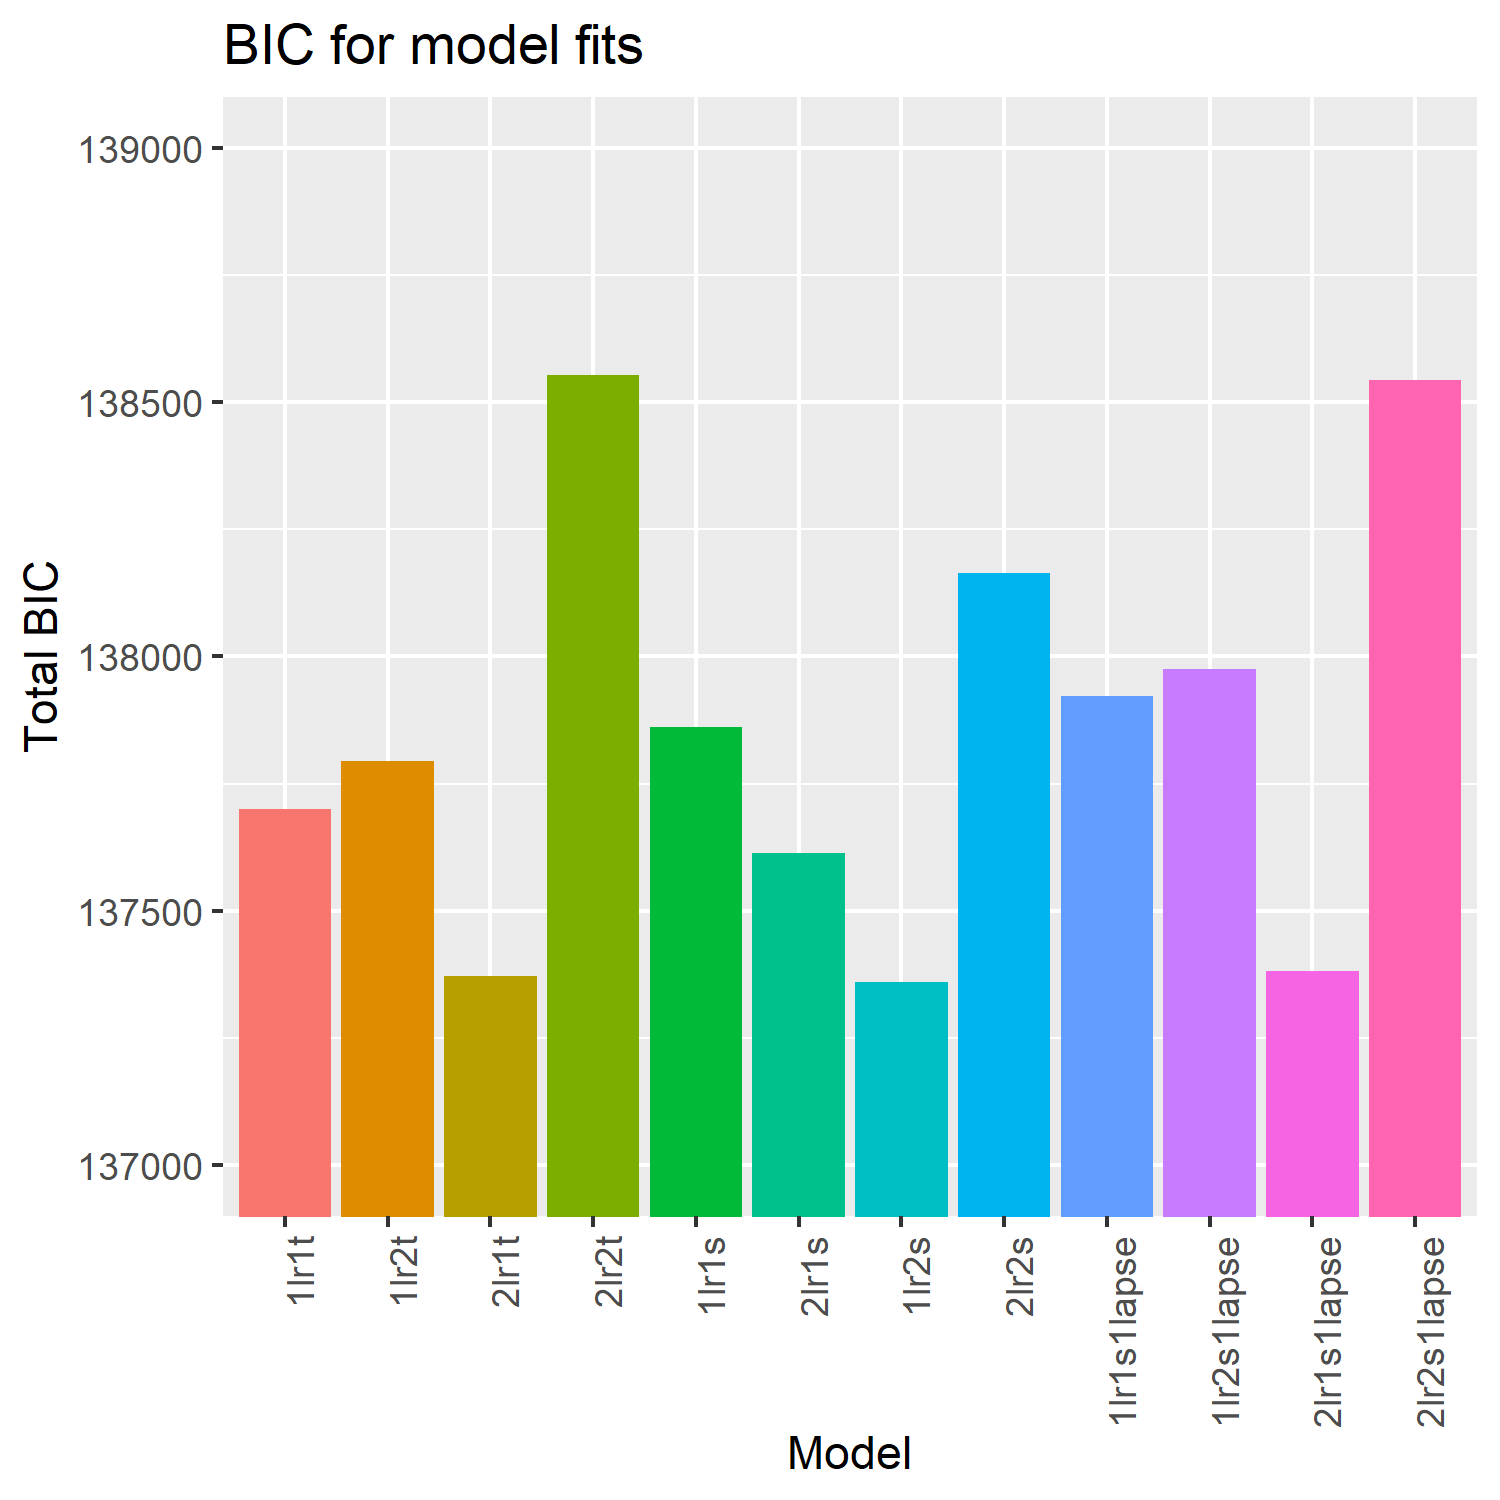 BIC for model fits
Total BIC
139000
138500
138000
137500
137000
1lr1t
1lr2t
2lr1t
2lr2t
1lr1s
2lr1s
1lr2s
2lr2s
1lr1s1lapse
1lr2s1lapse
2lr1s1lapse
2lr2s1lapse
Model